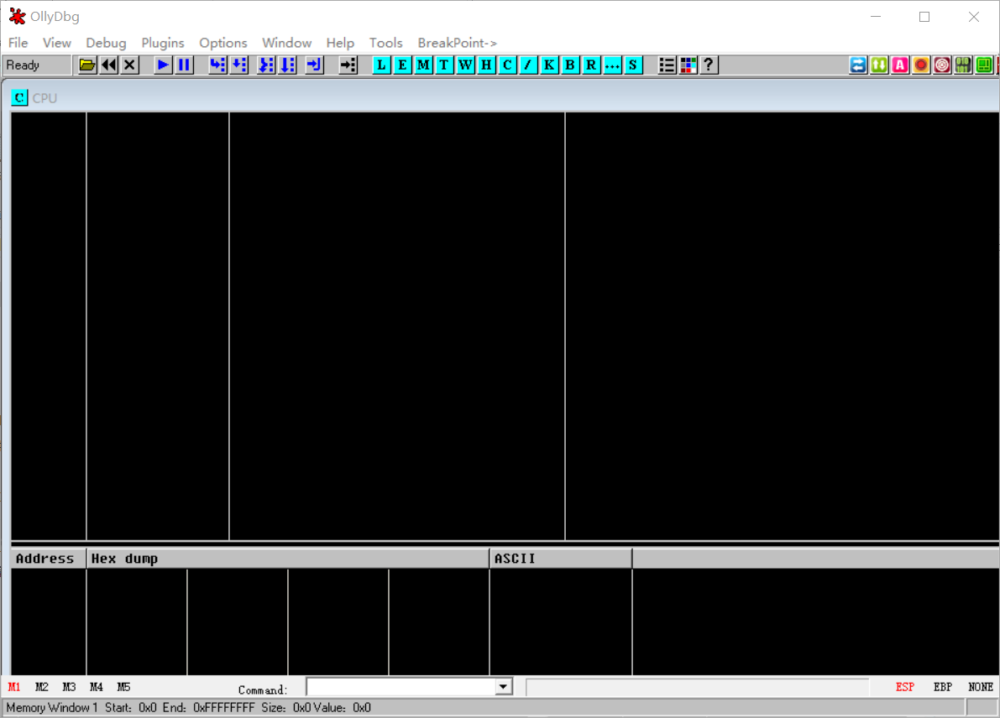 OllyDbg
File View Debug Plugins Options Window Help Tools BreakPoint->
Ready L E M T W H C / K B R ... S ? A
C CPU
Address Hex dump ASCII
M1 M2 M3 M4 M5 Command: ESP EBP NONE
Memory Window 1 Start: 0x0 End: 0xFFFFFFFF Size: 0x0 Value: 0x0